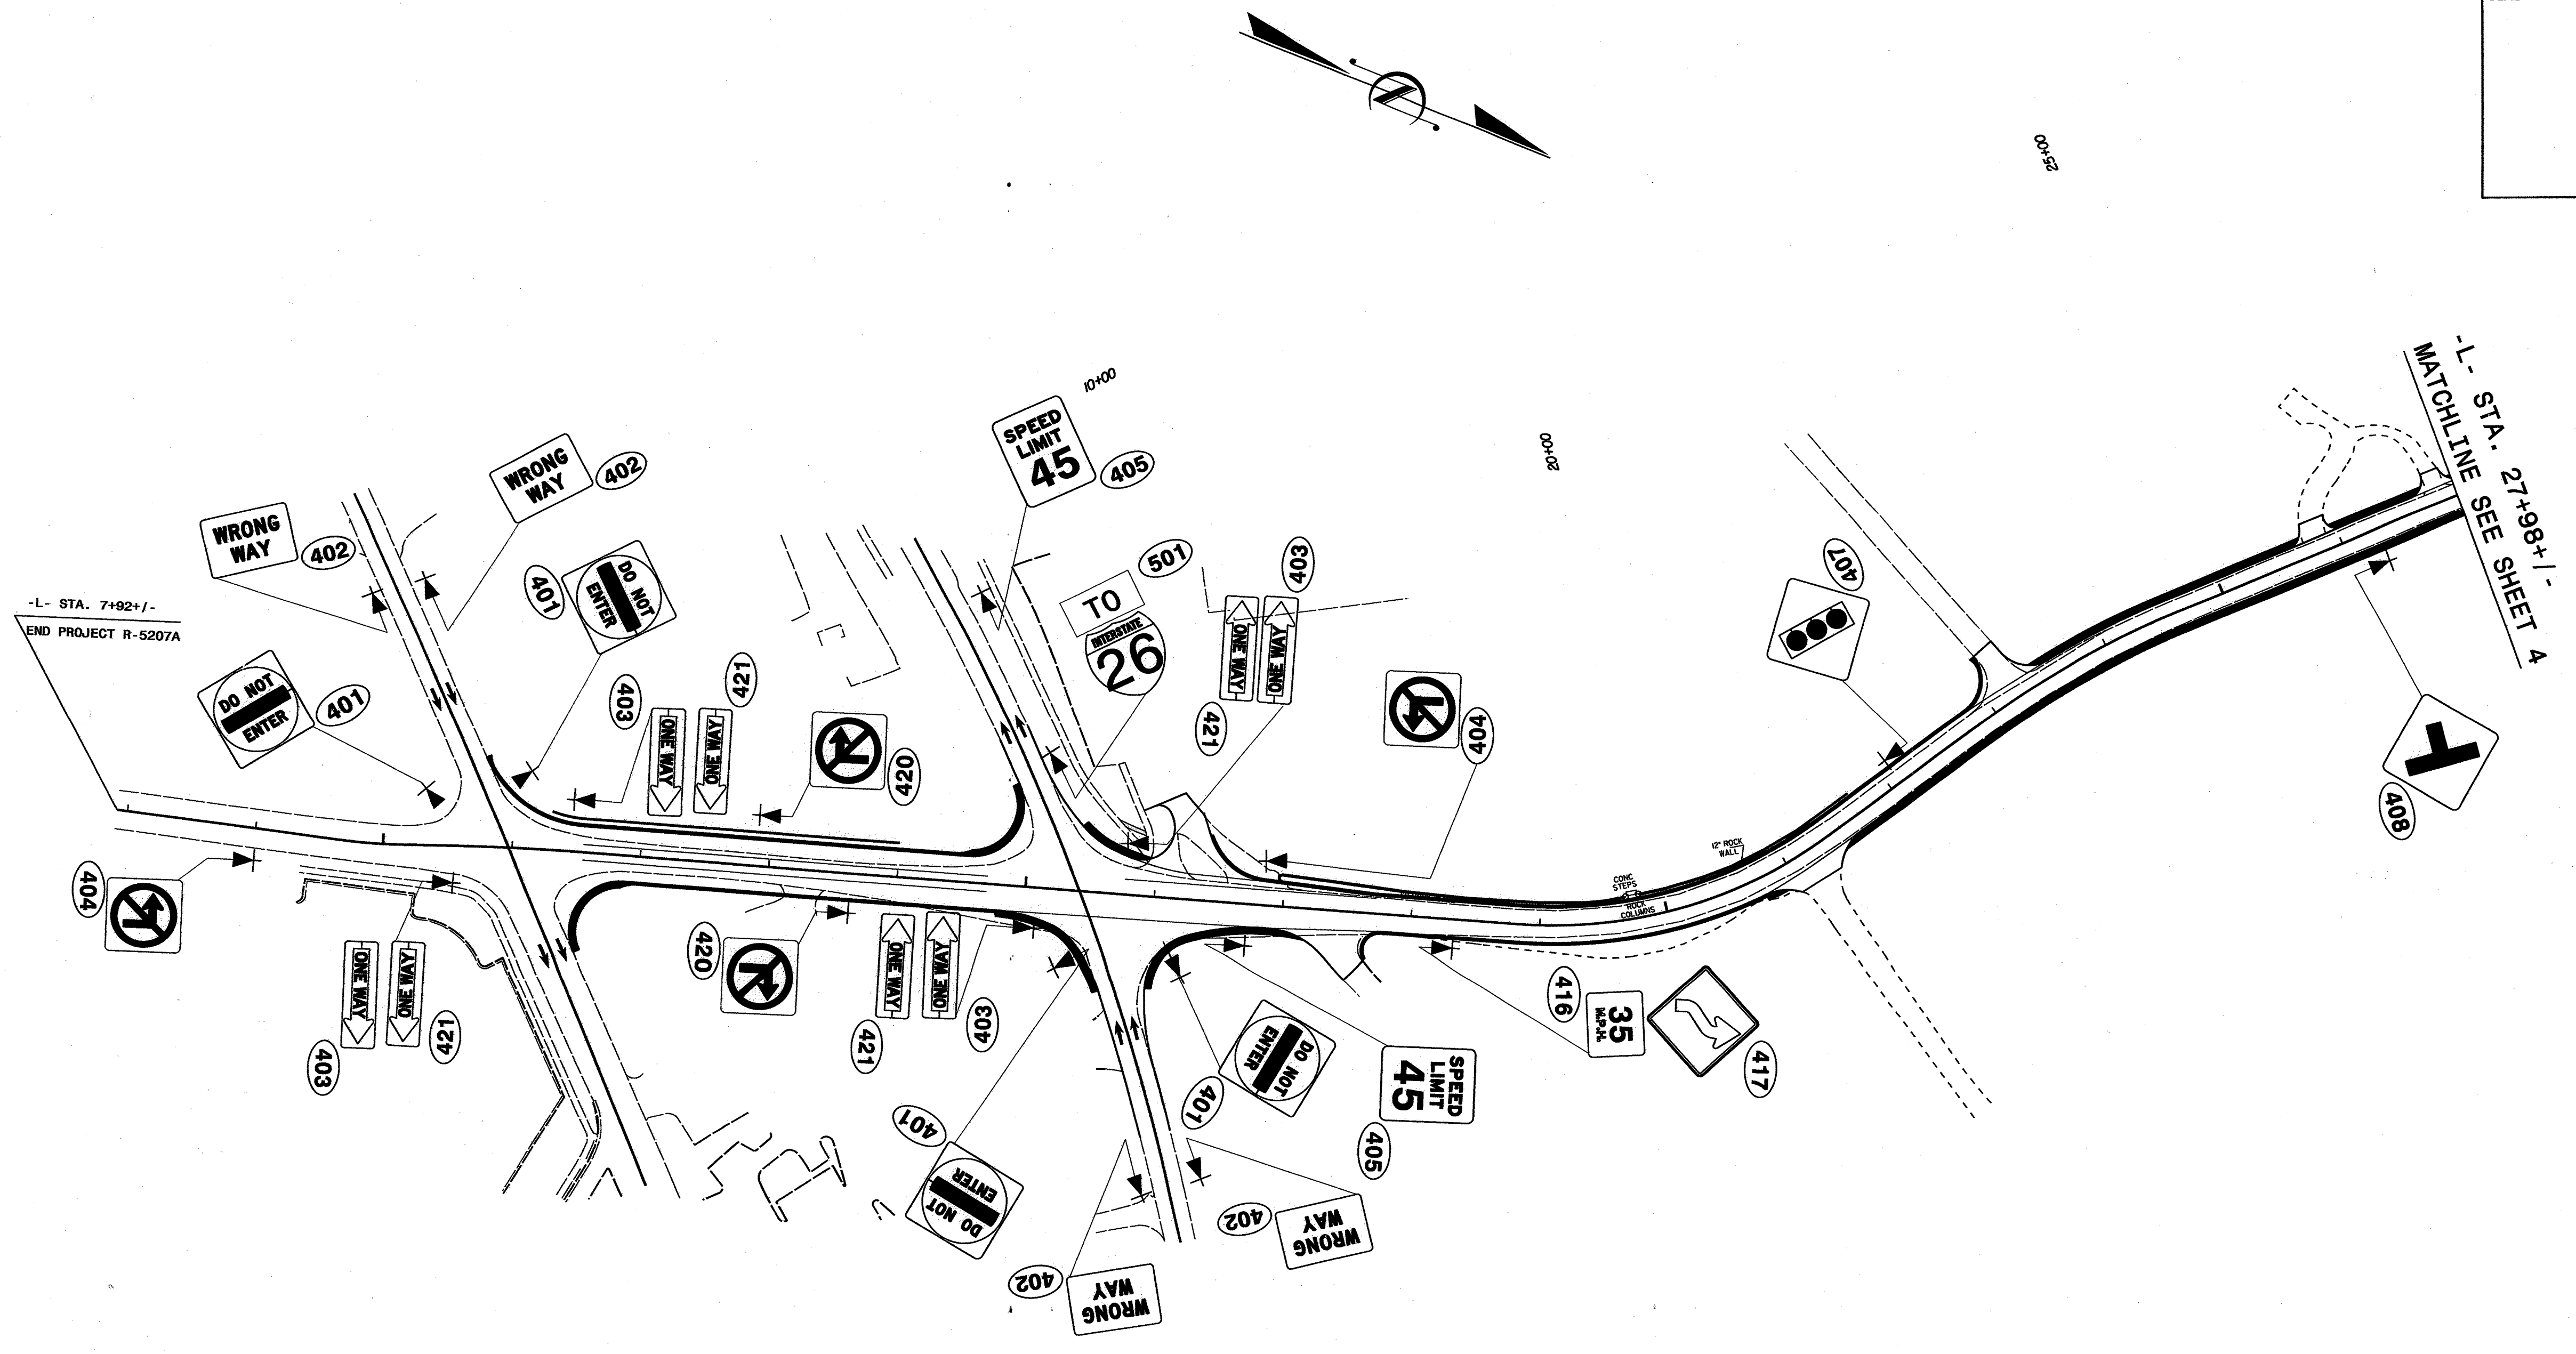 25+00
-L- STA. 27+98+/-
MATCHLINE SEE SHEET 4
10+00
SPEED
LIMIT
45
405
20+00
WRONG
WAY
402
WRONG
WAY
402
DO NOT
ENTER
401
TO
501
INTERSTATE
26
ONE WAY
421
ONE WAY
403
407
-L- STA. 7+92+/-
END PROJECT R-5207A
DO NOT
ENTER
401
403
ONE WAY
ONE WAY
421
420
404
408
12" ROCK
WALL
CONC
STEPS
ROCK
COLUMNS
404
ONE WAY
403
ONE WAY
421
420
ONE WAY
421
ONE WAY
403
DO NOT
ENTER
401
SPEED
LIMIT
45
405
416
35
M.P.H.
417
401
DO NOT
ENTER
402
WRONG
WAY
402
WRONG
WAY